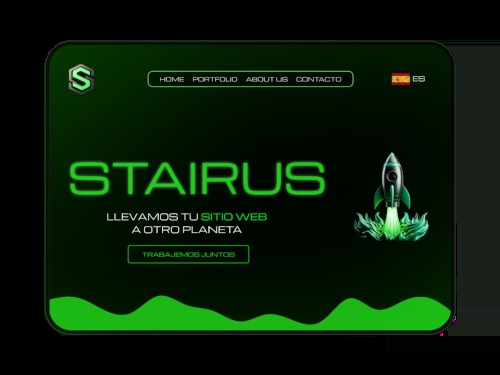 S
HOME PORTFOLIO ABOUT US CONTACTO
ES
STAIRUS
LLEVAMOS TU SITIO WEB
A OTRO PLANETA
TRABAJEMOS JUNTOS